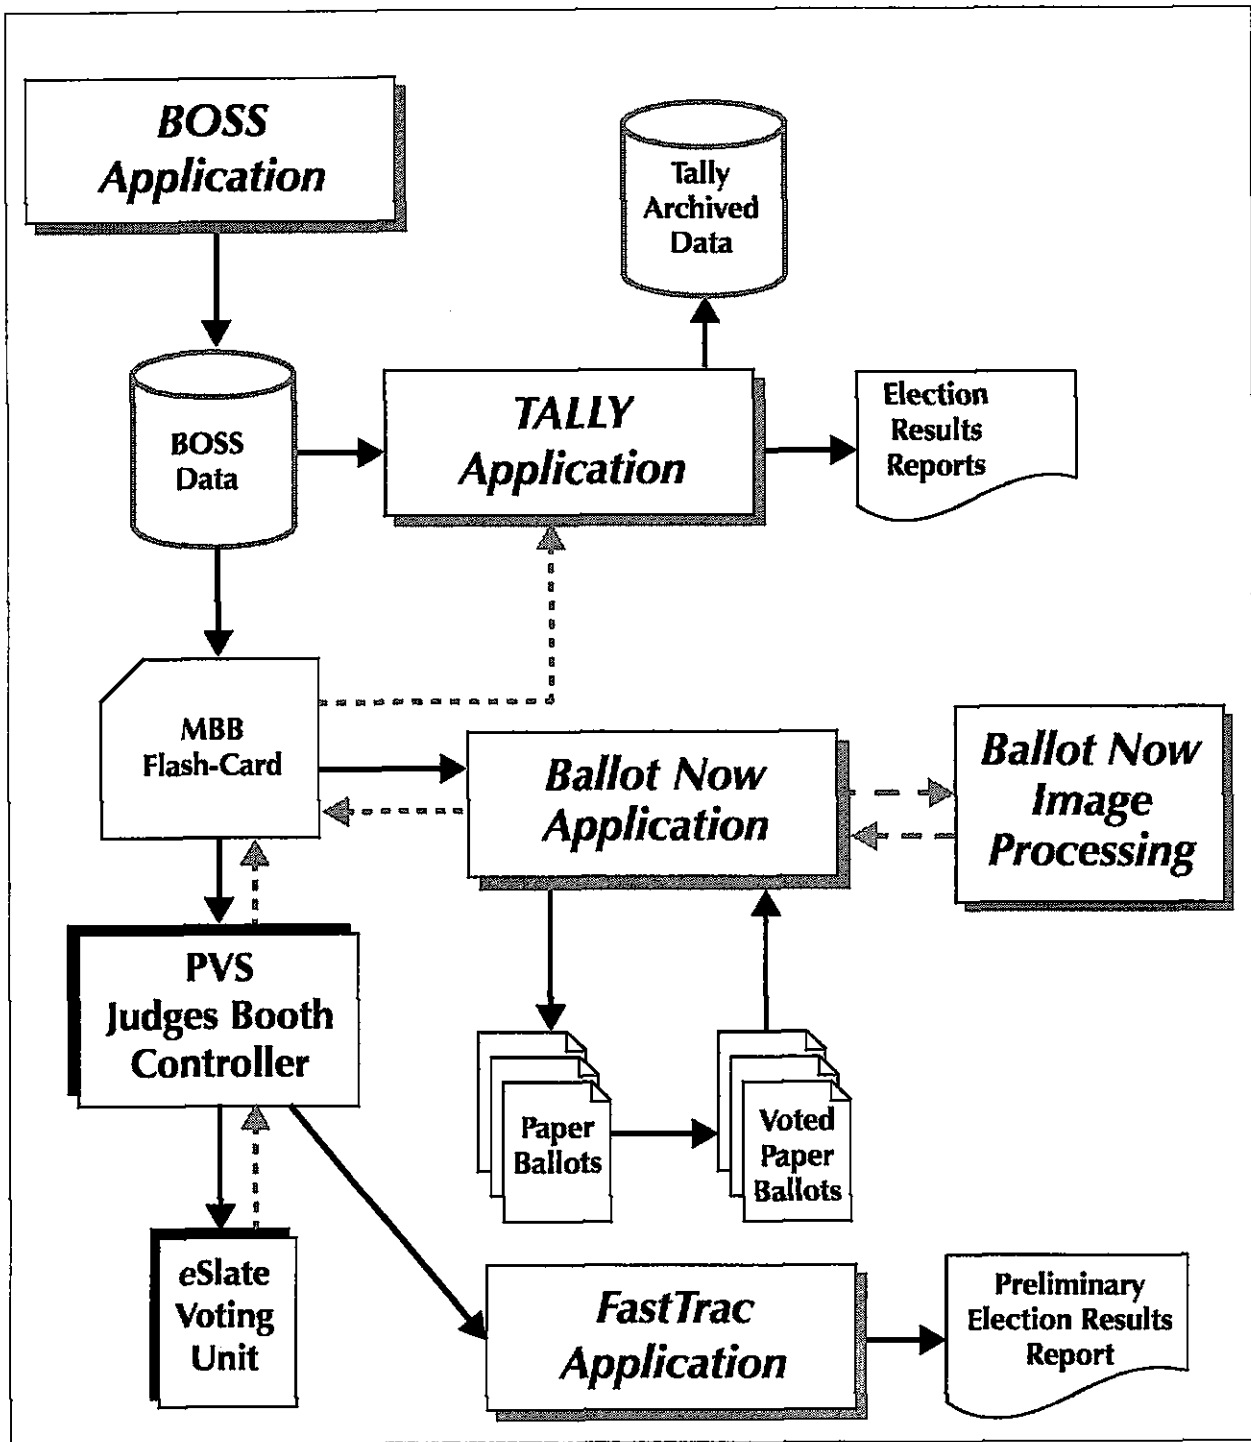 BOSS
Application
Tally
Archived
Data
BOSS
Data
TALLY
Application
Election
Results
Reports
MBB
Flash-Card
Ballot Now
Application
Ballot Now
Image
Processing
PVS
Judges Booth
Controller
Paper
Ballots
Voted
Paper
Ballots
eSlate
Voting
Unit
FastTrac
Application
Preliminary
Election Results
Report